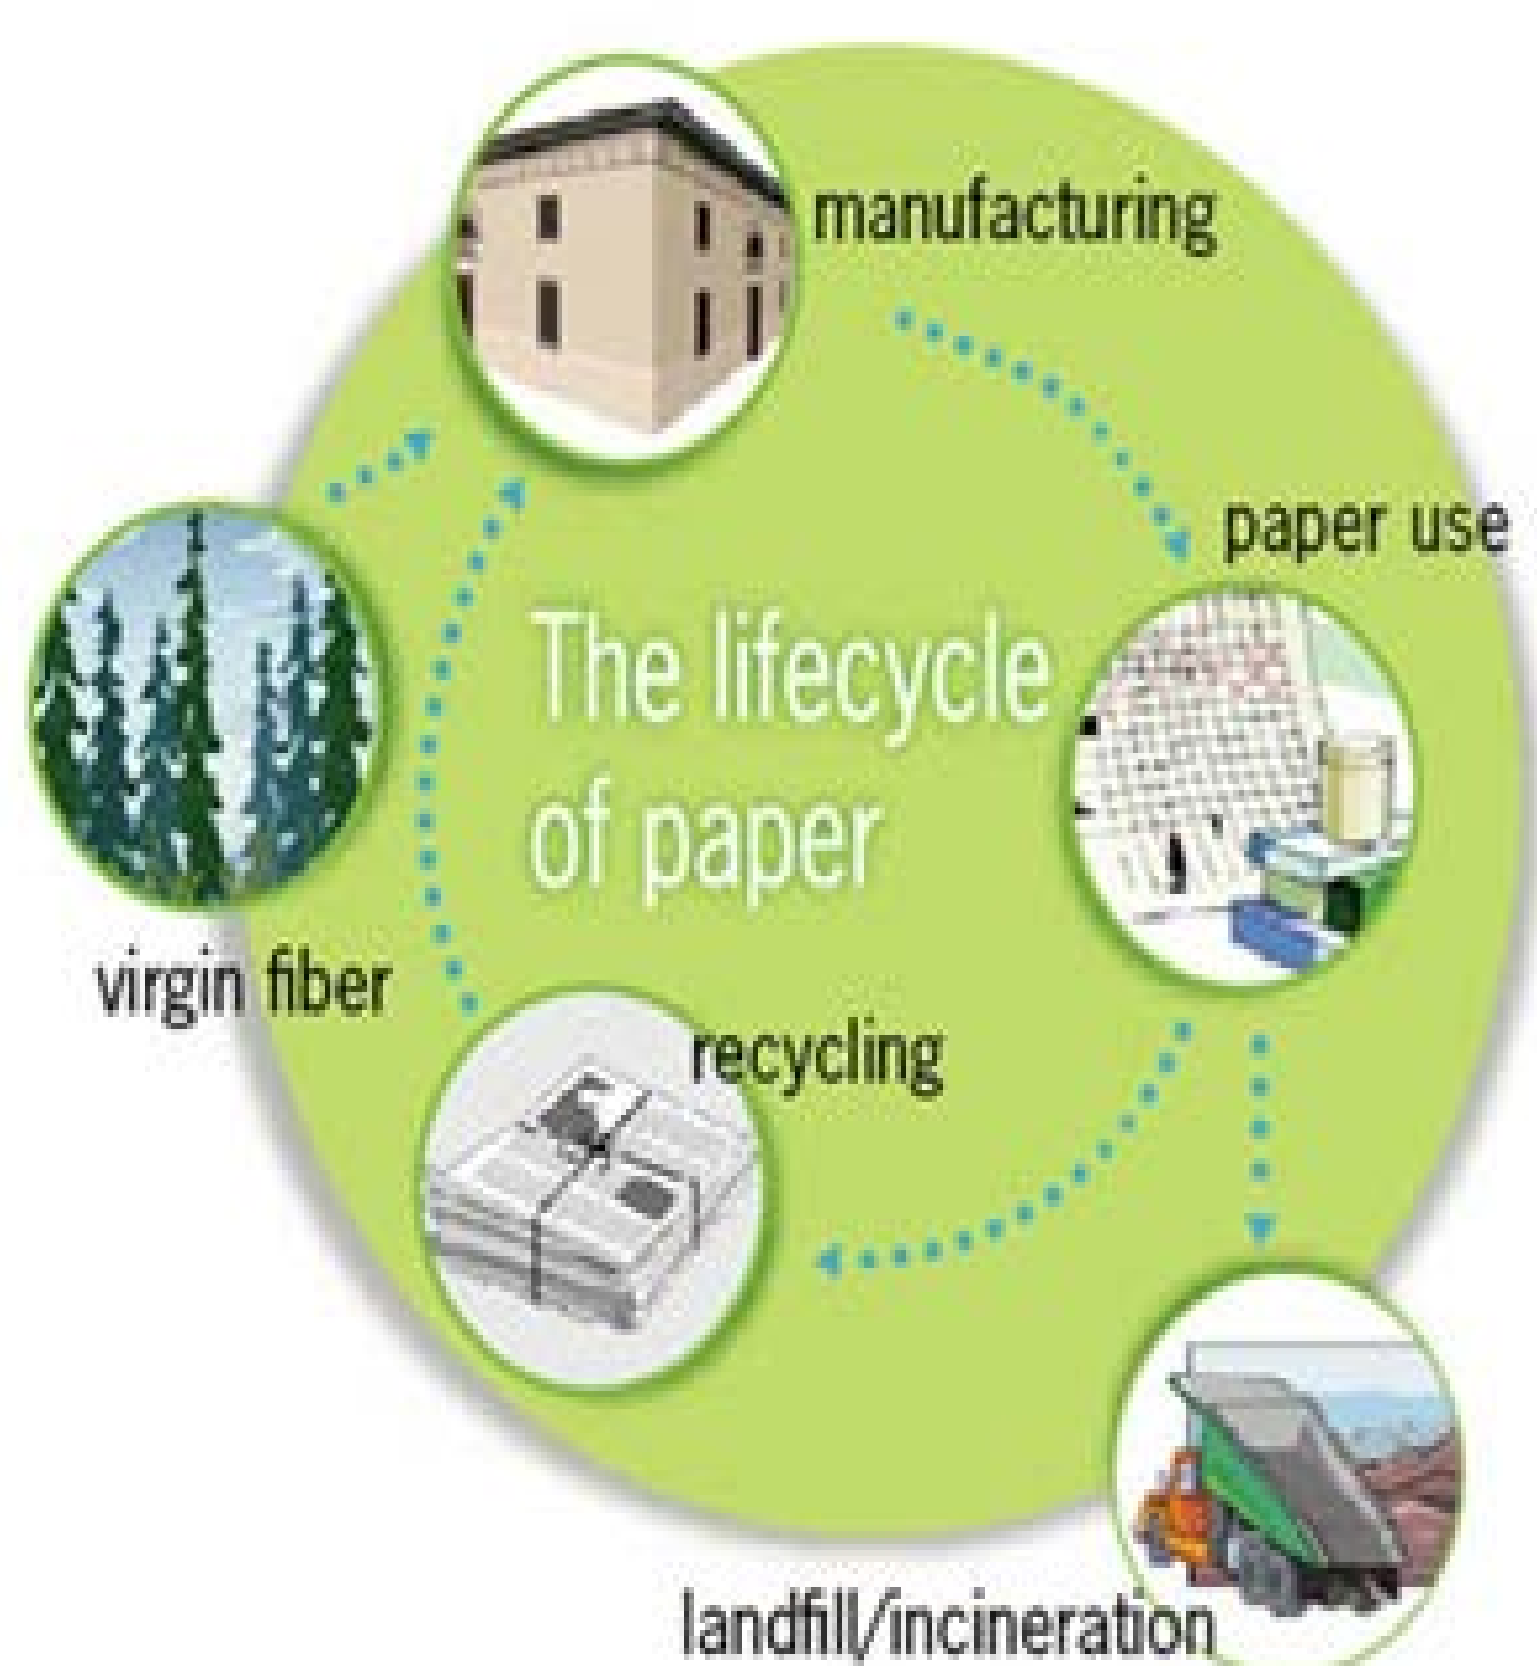 manufacturing
paper use
The lifecycle
of paper
virgin fiber
recycling
landfill/incineration